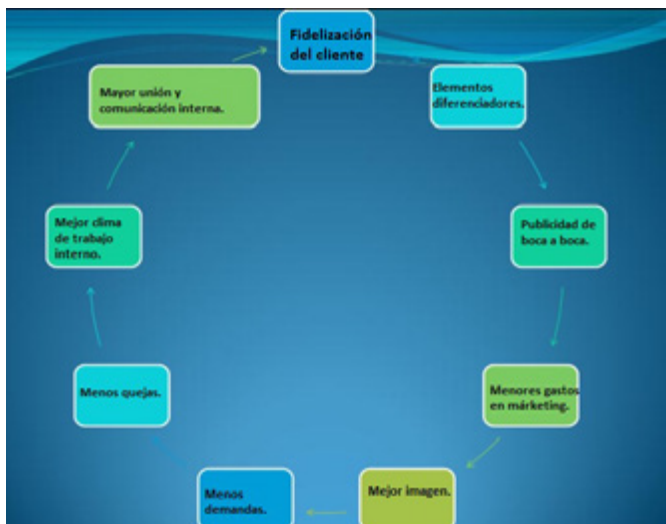 Fidelización
del cliente
Elementos
diferenciadores.
Publicidad de
boca a boca.
Menores gastos
en márketing.
Mejor imagen.
Menos
demandas.
Menos quejas.
Mejor clima
de trabajo
interno.
Mayor unión y
comunicación interna.